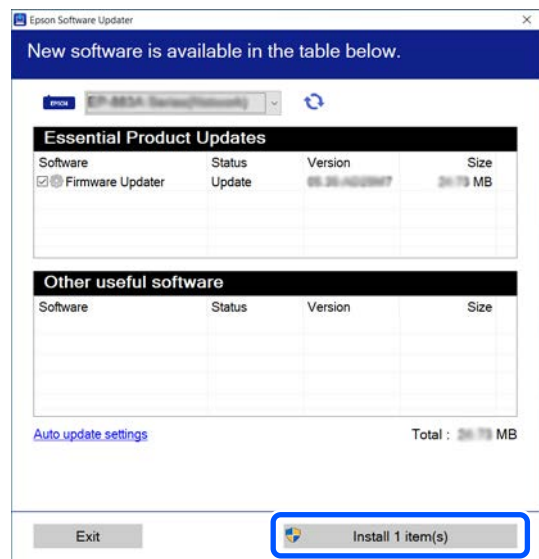 Epson Software Updater
New software is available in the table below.
EPSON
Essential Product Updates
Software Status Version Size
Firmware Updater Update MB
Other useful software
Software Status Version Size
Auto update settings Total : MB
Exit Install 1 item(s)